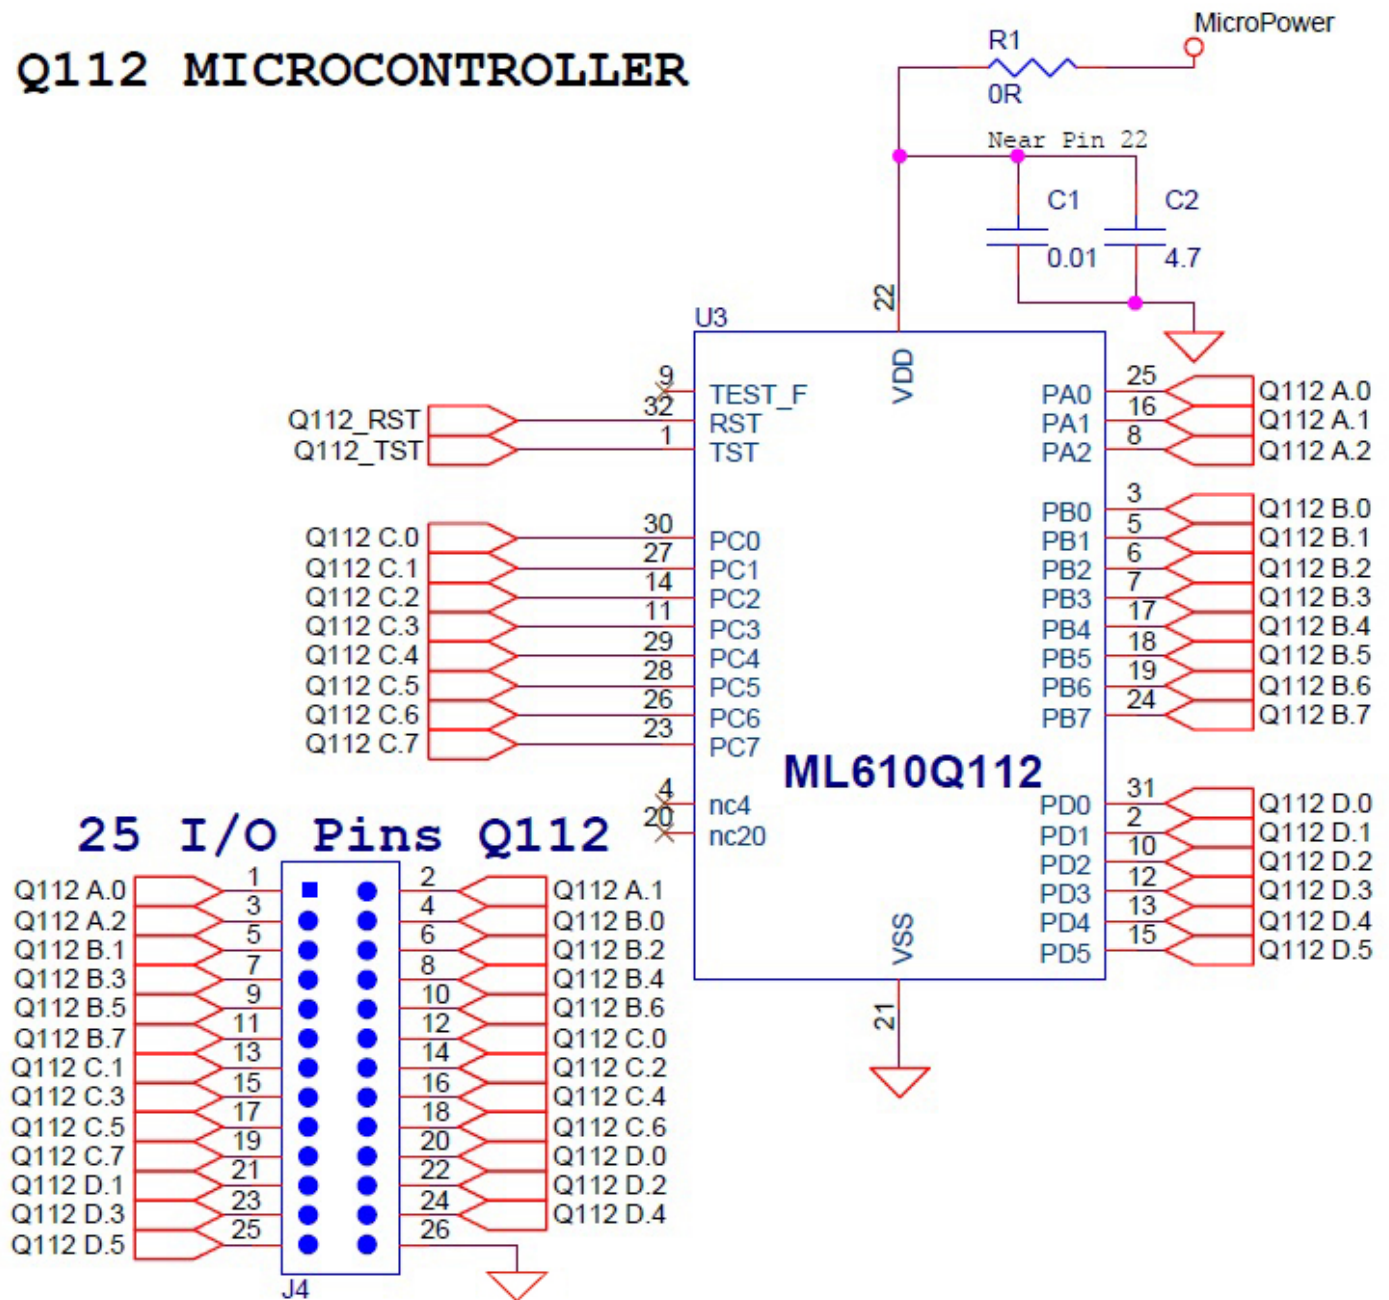 MicroPower
Q112 MICROCONTROLLER
R1
0R
Near Pin 22
C1
C2
0.01
4.7
22
U3
VDD
9
TEST_F
PA0
25
Q112 A.0
Q112_RST
32
RST
PA1
16
Q112 A.1
Q112_TST
1
TST
PA2
8
Q112 A.2
PB0
3
Q112 B.0
Q112 C.0
30
PC0
PB1
5
Q112 B.1
Q112 C.1
27
PC1
PB2
6
Q112 B.2
Q112 C.2
14
PC2
PB3
7
Q112 B.3
Q112 C.3
11
PC3
PB4
17
Q112 B.4
Q112 C.4
29
PC4
PB5
18
Q112 B.5
Q112 C.5
28
PC5
PB6
19
Q112 B.6
Q112 C.6
26
PC6
PB7
24
Q112 B.7
Q112 C.7
23
PC7
ML610Q112
4
nc4
PD0
31
Q112 D.0
20
nc20
PD1
2
Q112 D.1
PD2
10
Q112 D.2
PD3
12
Q112 D.3
PD4
13
Q112 D.4
PD5
15
Q112 D.5
VSS
21
25 I/O Pins Q112
Q112 A.0
1
2
Q112 A.1
Q112 A.2
3
4
Q112 B.0
Q112 B.1
5
6
Q112 B.2
Q112 B.3
7
8
Q112 B.4
Q112 B.5
9
10
Q112 B.6
Q112 B.7
11
12
Q112 C.0
Q112 C.1
13
14
Q112 C.2
Q112 C.3
15
16
Q112 C.4
Q112 C.5
17
18
Q112 C.6
Q112 C.7
19
20
Q112 D.0
Q112 D.1
21
22
Q112 D.2
Q112 D.3
23
24
Q112 D.4
Q112 D.5
25
26
J4